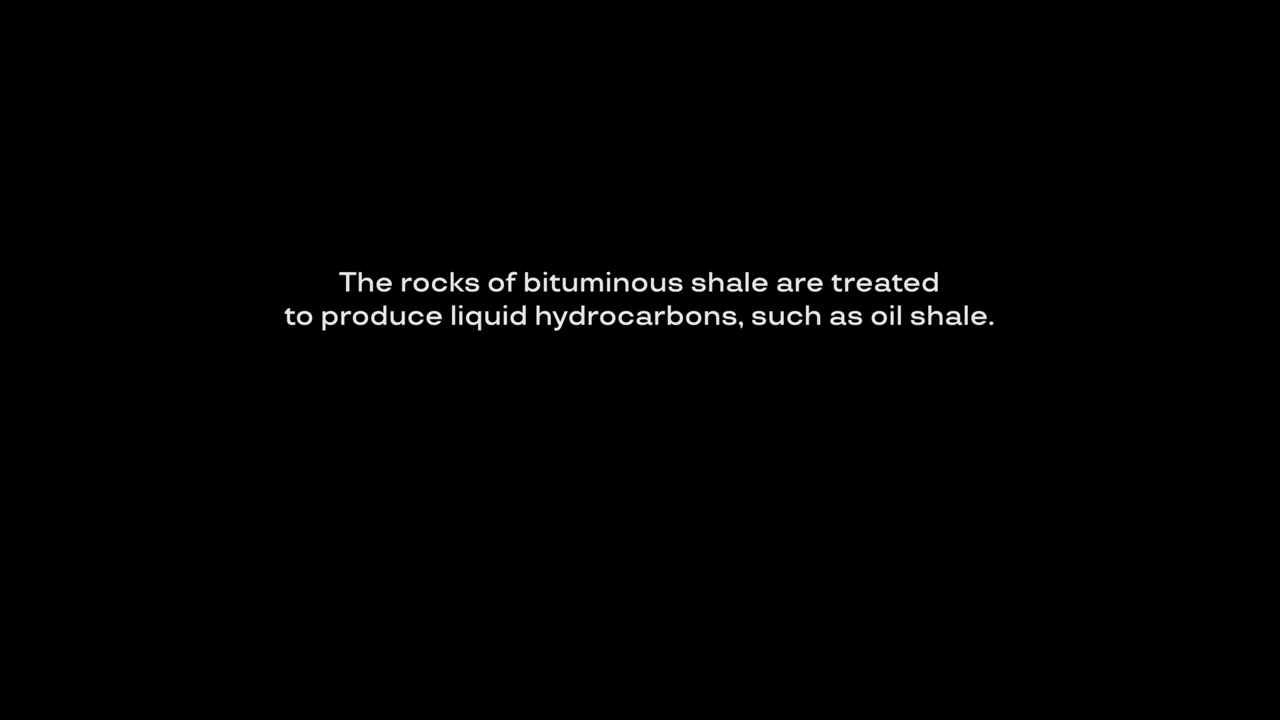 The rocks of bituminous shale are treated
to produce liquid hydrocarbons, such as oil shale.